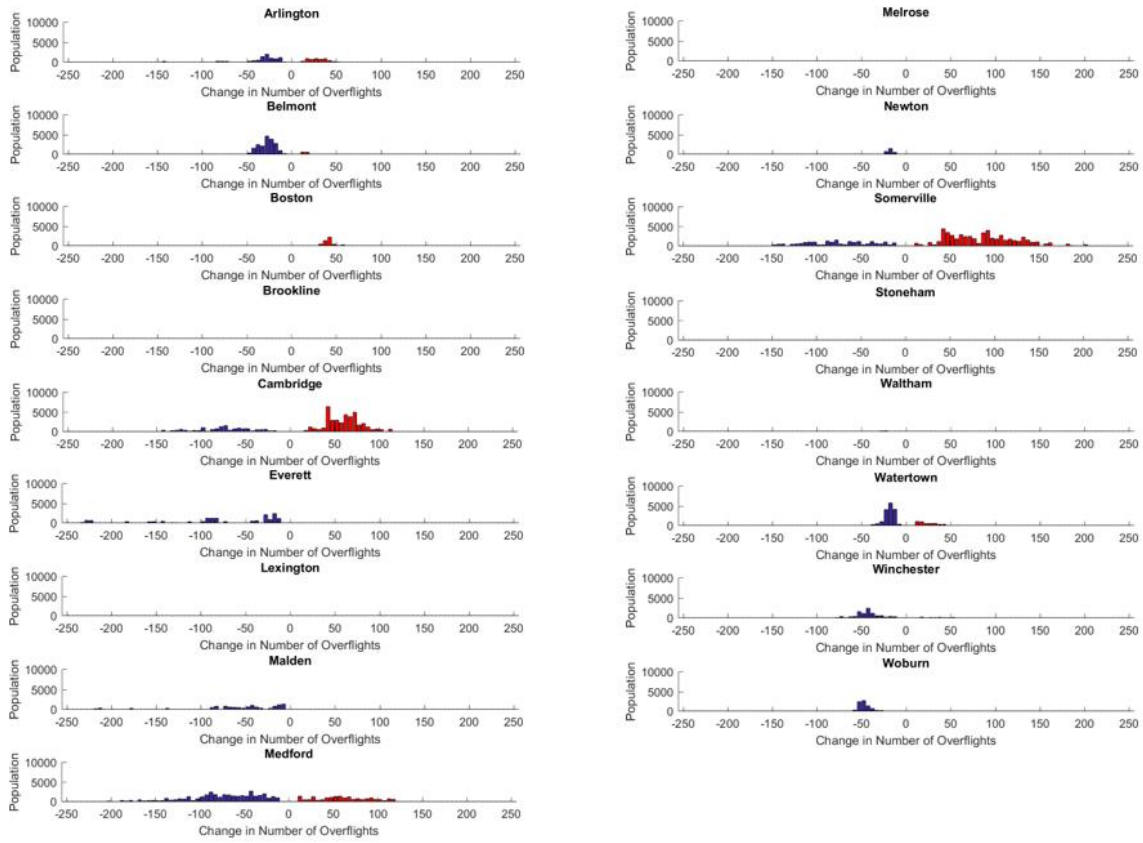 Arlington
Population
10000
5000
0
-250 -200 -150 -100 -50 0 50 100 150 200 250
Change in Number of Overflights
Belmont
Population
10000
5000
0
-250 -200 -150 -100 -50 0 50 100 150 200 250
Change in Number of Overflights
Boston
Population
10000
5000
0
-250 -200 -150 -100 -50 0 50 100 150 200 250
Change in Number of Overflights
Brookline
Population
10000
5000
0
-250 -200 -150 -100 -50 0 50 100 150 200 250
Change in Number of Overflights
Cambridge
Population
10000
5000
0
-250 -200 -150 -100 -50 0 50 100 150 200 250
Change in Number of Overflights
Everett
Population
10000
5000
0
-250 -200 -150 -100 -50 0 50 100 150 200 250
Change in Number of Overflights
Lexington
Population
10000
5000
0
-250 -200 -150 -100 -50 0 50 100 150 200 250
Change in Number of Overflights
Malden
Population
10000
5000
0
-250 -200 -150 -100 -50 0 50 100 150 200 250
Change in Number of Overflights
Medford
Population
10000
5000
0
-250 -200 -150 -100 -50 0 50 100 150 200 250
Change in Number of Overflights
Melrose
Population
10000
5000
0
-250 -200 -150 -100 -50 0 50 100 150 200 250
Change in Number of Overflights
Newton
Population
10000
5000
0
-250 -200 -150 -100 -50 0 50 100 150 200 250
Change in Number of Overflights
Somerville
Population
10000
5000
0
-250 -200 -150 -100 -50 0 50 100 150 200 250
Change in Number of Overflights
Stoneham
Population
10000
5000
0
-250 -200 -150 -100 -50 0 50 100 150 200 250
Change in Number of Overflights
Waltham
Population
10000
5000
0
-250 -200 -150 -100 -50 0 50 100 150 200 250
Change in Number of Overflights
Watertown
Population
10000
5000
0
-250 -200 -150 -100 -50 0 50 100 150 200 250
Change in Number of Overflights
Winchester
Population
10000
5000
0
-250 -200 -150 -100 -50 0 50 100 150 200 250
Change in Number of Overflights
Woburn
Population
10000
5000
0
-250 -200 -150 -100 -50 0 50 100 150 200 250
Change in Number of Overflights